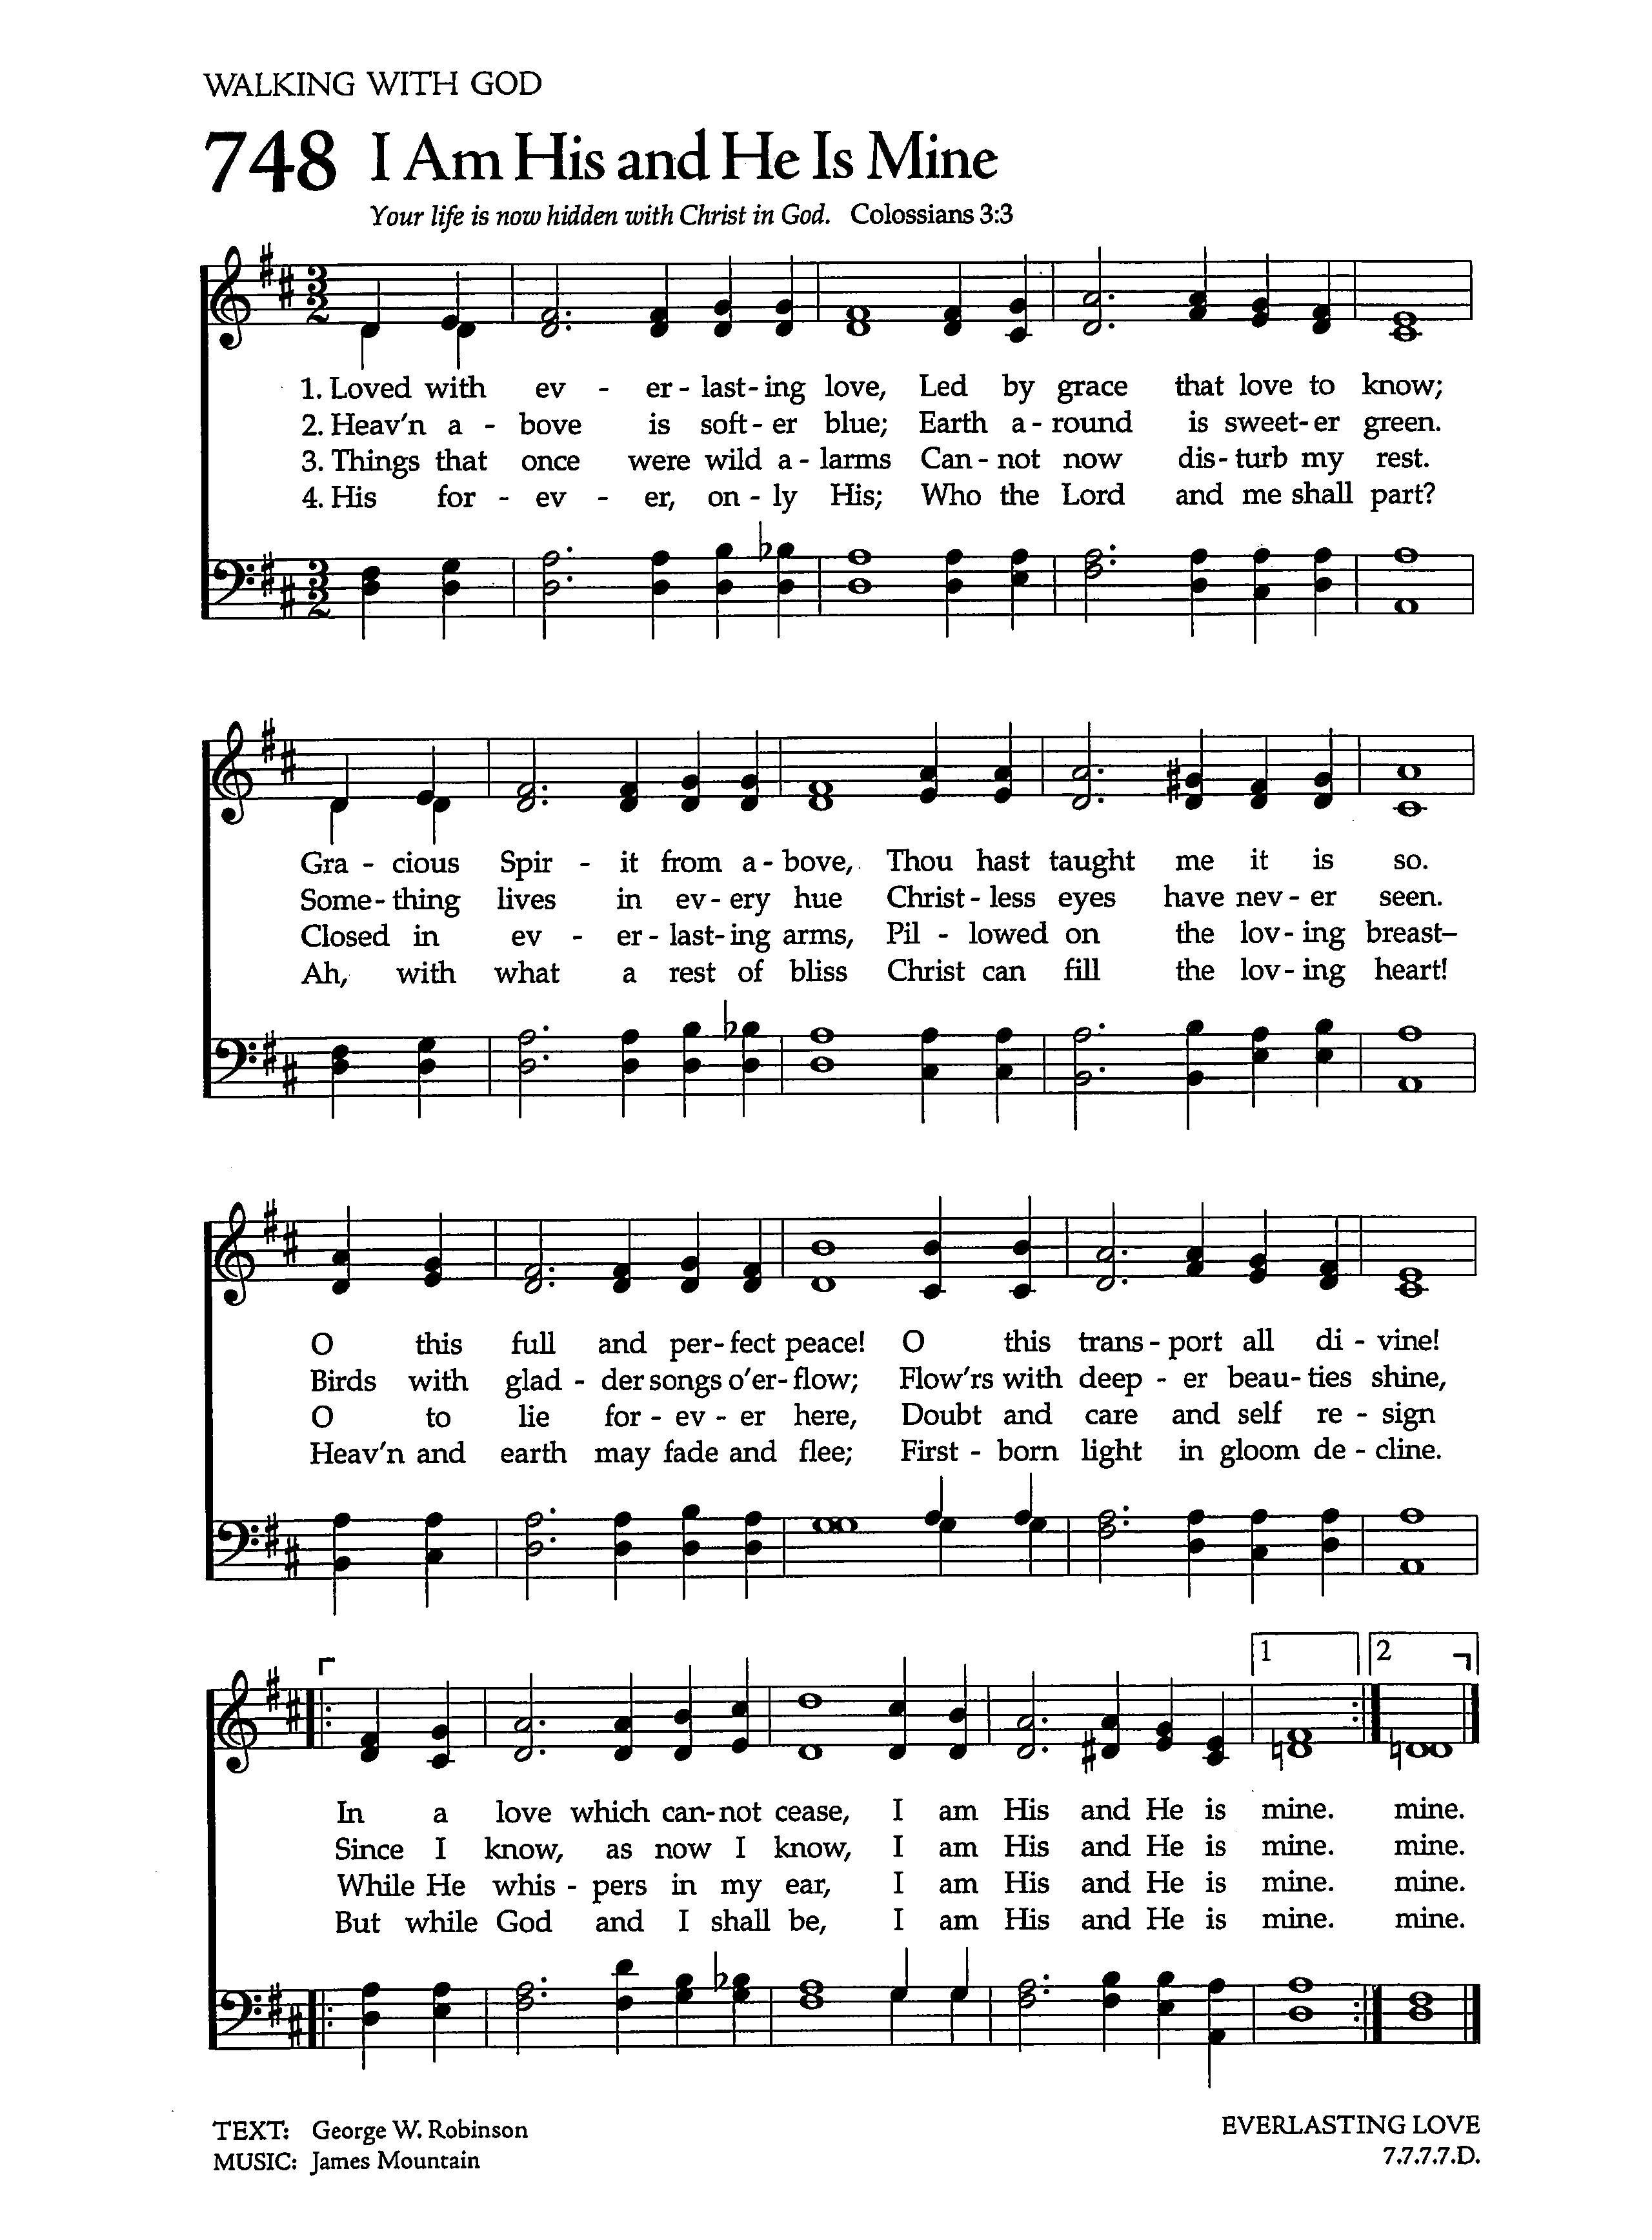 WALKING WITH GOD
748 I Am His and He Is Mine
Your life is now hidden with Christ in God. Colossians 3:3
3 2
1. Loved with ev - er - last - ing love, Led by grace that love to know;
2. Heav'n a - bove is soft - er blue; Earth a - round is sweet - er green.
3. Things that once were wild a - larms Can - not now dis - turb my rest.
4. His for - ev - er, on - ly His; Who the Lord and me shall part?
3 2
Gra - cious Spir - it from a - bove, Thou hast taught me it is so.
Some - thing lives in ev - ery hue Christ - less eyes have nev - er seen.
Closed in ev - er - last - ing arms, Pil - lowed on the lov - ing breast–
Ah, with what a rest of bliss Christ can fill the lov - ing heart!
O this full and per - fect peace! O this trans - port all di - vine!
Birds with glad - der songs o'er - flow; Flow'rs with deep - er beau - ties shine,
O to lie for - ev - er here, Doubt and care and self re - sign
Heav'n and earth may fade and flee; First - born light in gloom de - cline.
1 2
In a love which can - not cease, I am His and He is mine. mine.
Since I know, as now I know, I am His and He is mine. mine.
While He whis - pers in my ear, I am His and He is mine. mine.
But while God and I shall be, I am His and He is mine. mine.
TEXT: George W. Robinson
MUSIC: James Mountain
EVERLASTING LOVE
7.7.7.7.D.